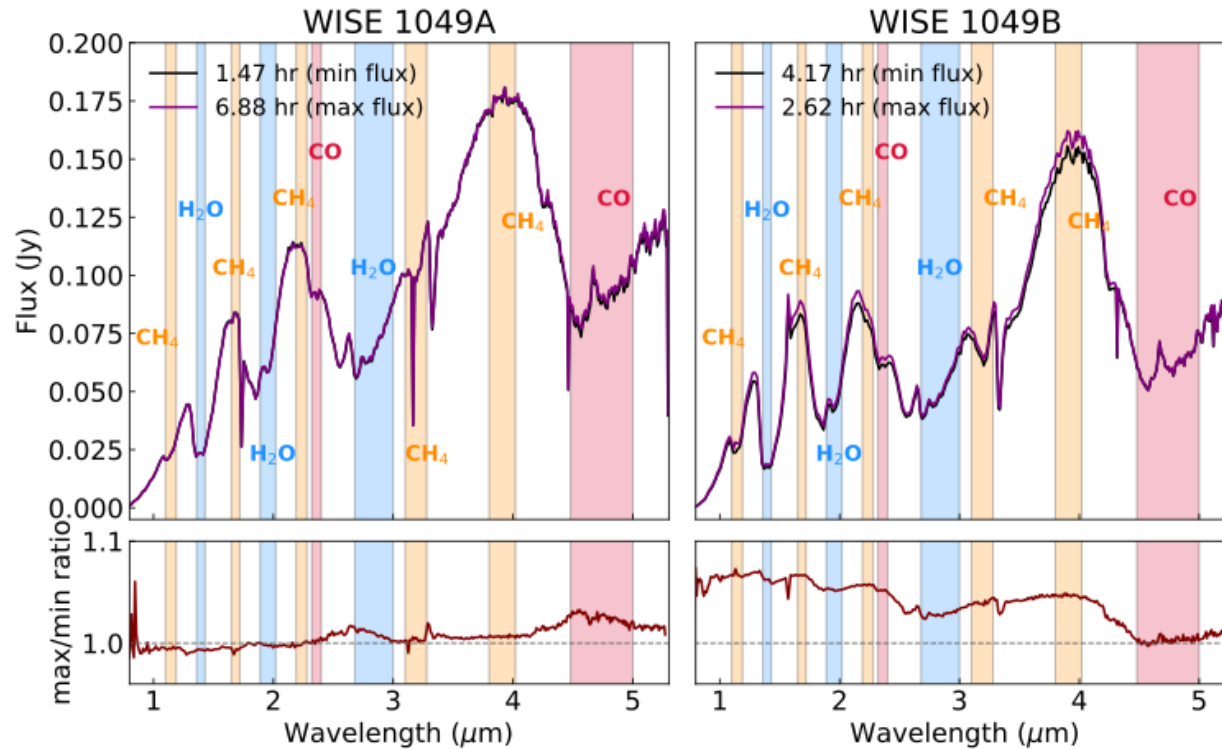 WISE 1049A
WISE 1049B
0.200
0.175
0.150
0.125
0.100
0.075
0.050
0.025
0.000
Flux (Jy)
1.47 hr (min flux)
6.88 hr (max flux)
CO
CH₄
H₂O
CO
CH₄
CH₄
H₂O
CH₄
H₂O
CH₄
4.17 hr (min flux)
2.62 hr (max flux)
CO
CH₄
CH₄
CO
H₂O
CH₄
CH₄
H₂O
CH₄
H₂O
1.1
1.0
max/min ratio
1 2 3 4 5
1 2 3 4 5
Wavelength (μm)
Wavelength (μm)